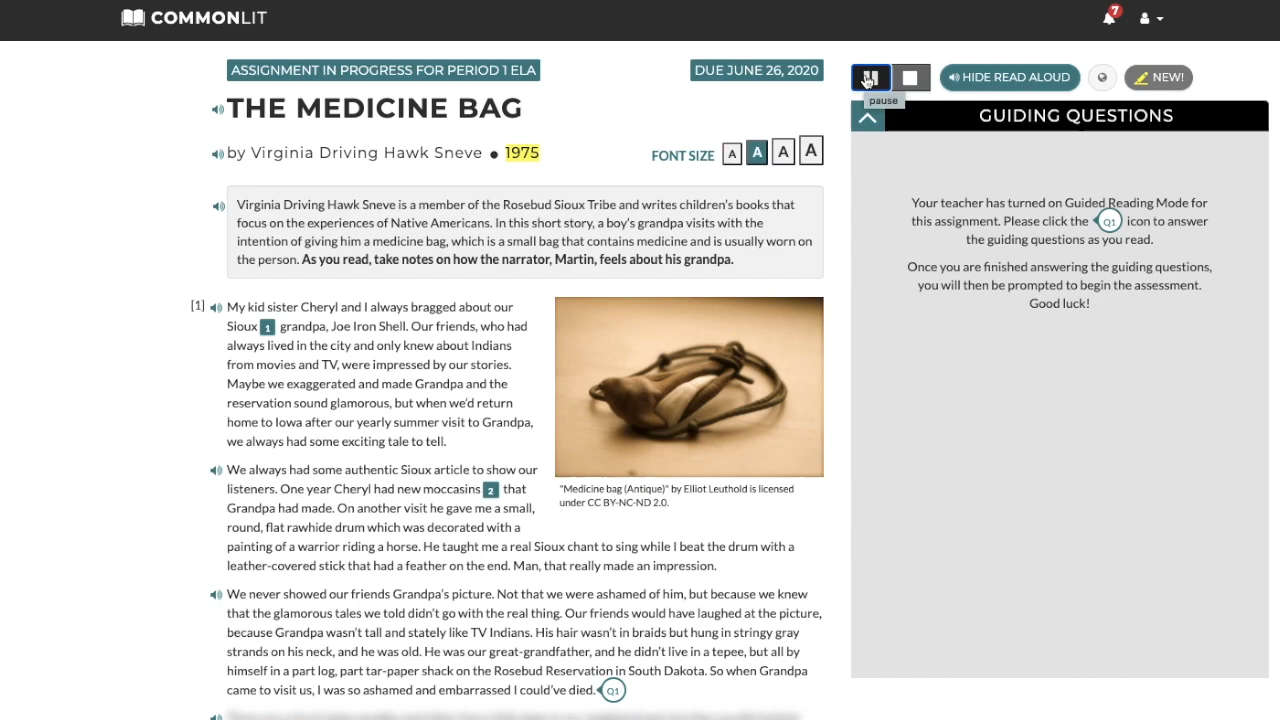 COMMONLIT
7
ASSIGNMENT IN PROGRESS FOR PERIOD 1 ELA
DUE JUNE 26, 2020
THE MEDICINE BAG
by Virginia Driving Hawk Sneve ● 1975
FONT SIZE A A A A
Virginia Driving Hawk Sneve is a member of the Rosebud Sioux Tribe and writes children's books that
focus on the experiences of Native Americans. In this short story, a boy's grandpa visits with the
intention of giving him a medicine bag, which is a small bag that contains medicine and is usually worn on
the person. As you read, take notes on how the narrator, Martin, feels about his grandpa.
[1] My kid sister Cheryl and I always bragged about our
Sioux 1 grandpa, Joe Iron Shell. Our friends, who had
always lived in the city and only knew about Indians
from movies and TV, were impressed by our stories.
Maybe we exaggerated and made Grandpa and the
reservation sound glamorous, but when we'd return
home to Iowa after our yearly summer visit to Grandpa,
we always had some exciting tale to tell.
We always had some authentic Sioux article to show our
listeners. One year Cheryl had new moccasins 2 that
Grandpa had made. On another visit he gave me a small,
round, flat rawhide drum which was decorated with a
painting of a warrior riding a horse. He taught me a real Sioux chant to sing while I beat the drum with a
leather-covered stick that had a feather on the end. Man, that really made an impression.
"Medicine bag (Antique)" by Elliot Leuthold is licensed
under CC BY-NC-ND 2.0.
We never showed our friends Grandpa's picture. Not that we were ashamed of him, but because we knew
that the glamorous tales we told didn't go with the real thing. Our friends would have laughed at the picture,
because Grandpa wasn't tall and stately like TV Indians. His hair wasn't in braids but hung in stringy gray
strands on his neck, and he was old. He was our great-grandfather, and he didn't live in a tepee, but all by
himself in a part log, part tar-paper shack on the Rosebud Reservation in South Dakota. So when Grandpa
came to visit us, I was so ashamed and embarrassed I could've died. Q1
HIDE READ ALOUD
NEW!
pause
GUIDING QUESTIONS
Your teacher has turned on Guided Reading Mode for
this assignment. Please click the Q1 icon to answer
the guiding questions as you read.
Once you are finished answering the guiding questions,
you will then be prompted to begin the assessment.
Good luck!